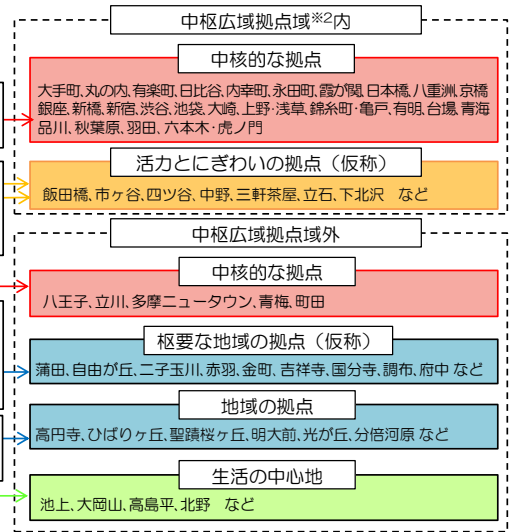 中枢広域拠点域※2内
中核的な拠点
大手町、丸の内、有楽町、日比谷、内幸町、永田町、霞が関、日本橋、八重洲、京橋
銀座、新橋、新宿、渋谷、池袋、大崎、上野・浅草、錦糸町・亀戸、有明、台場、青海
品川、秋葉原、羽田、六本木・虎ノ門
活力とにぎわいの拠点（仮称）
飯田橋、市ヶ谷、四ツ谷、中野、三軒茶屋、立石、下北沢　など
中枢広域拠点域外
中核的な拠点
八王子、立川、多摩ニュータウン、青梅、町田
枢要な地域の拠点（仮称）
蒲田、自由が丘、二子玉川、赤羽、金町、吉祥寺、国分寺、調布、府中 など
地域の拠点
高円寺、ひばりヶ丘、聖蹟桜ヶ丘、明大前、光が丘、分倍河原 など
生活の中心地
池上、大岡山、高島平、北野　など